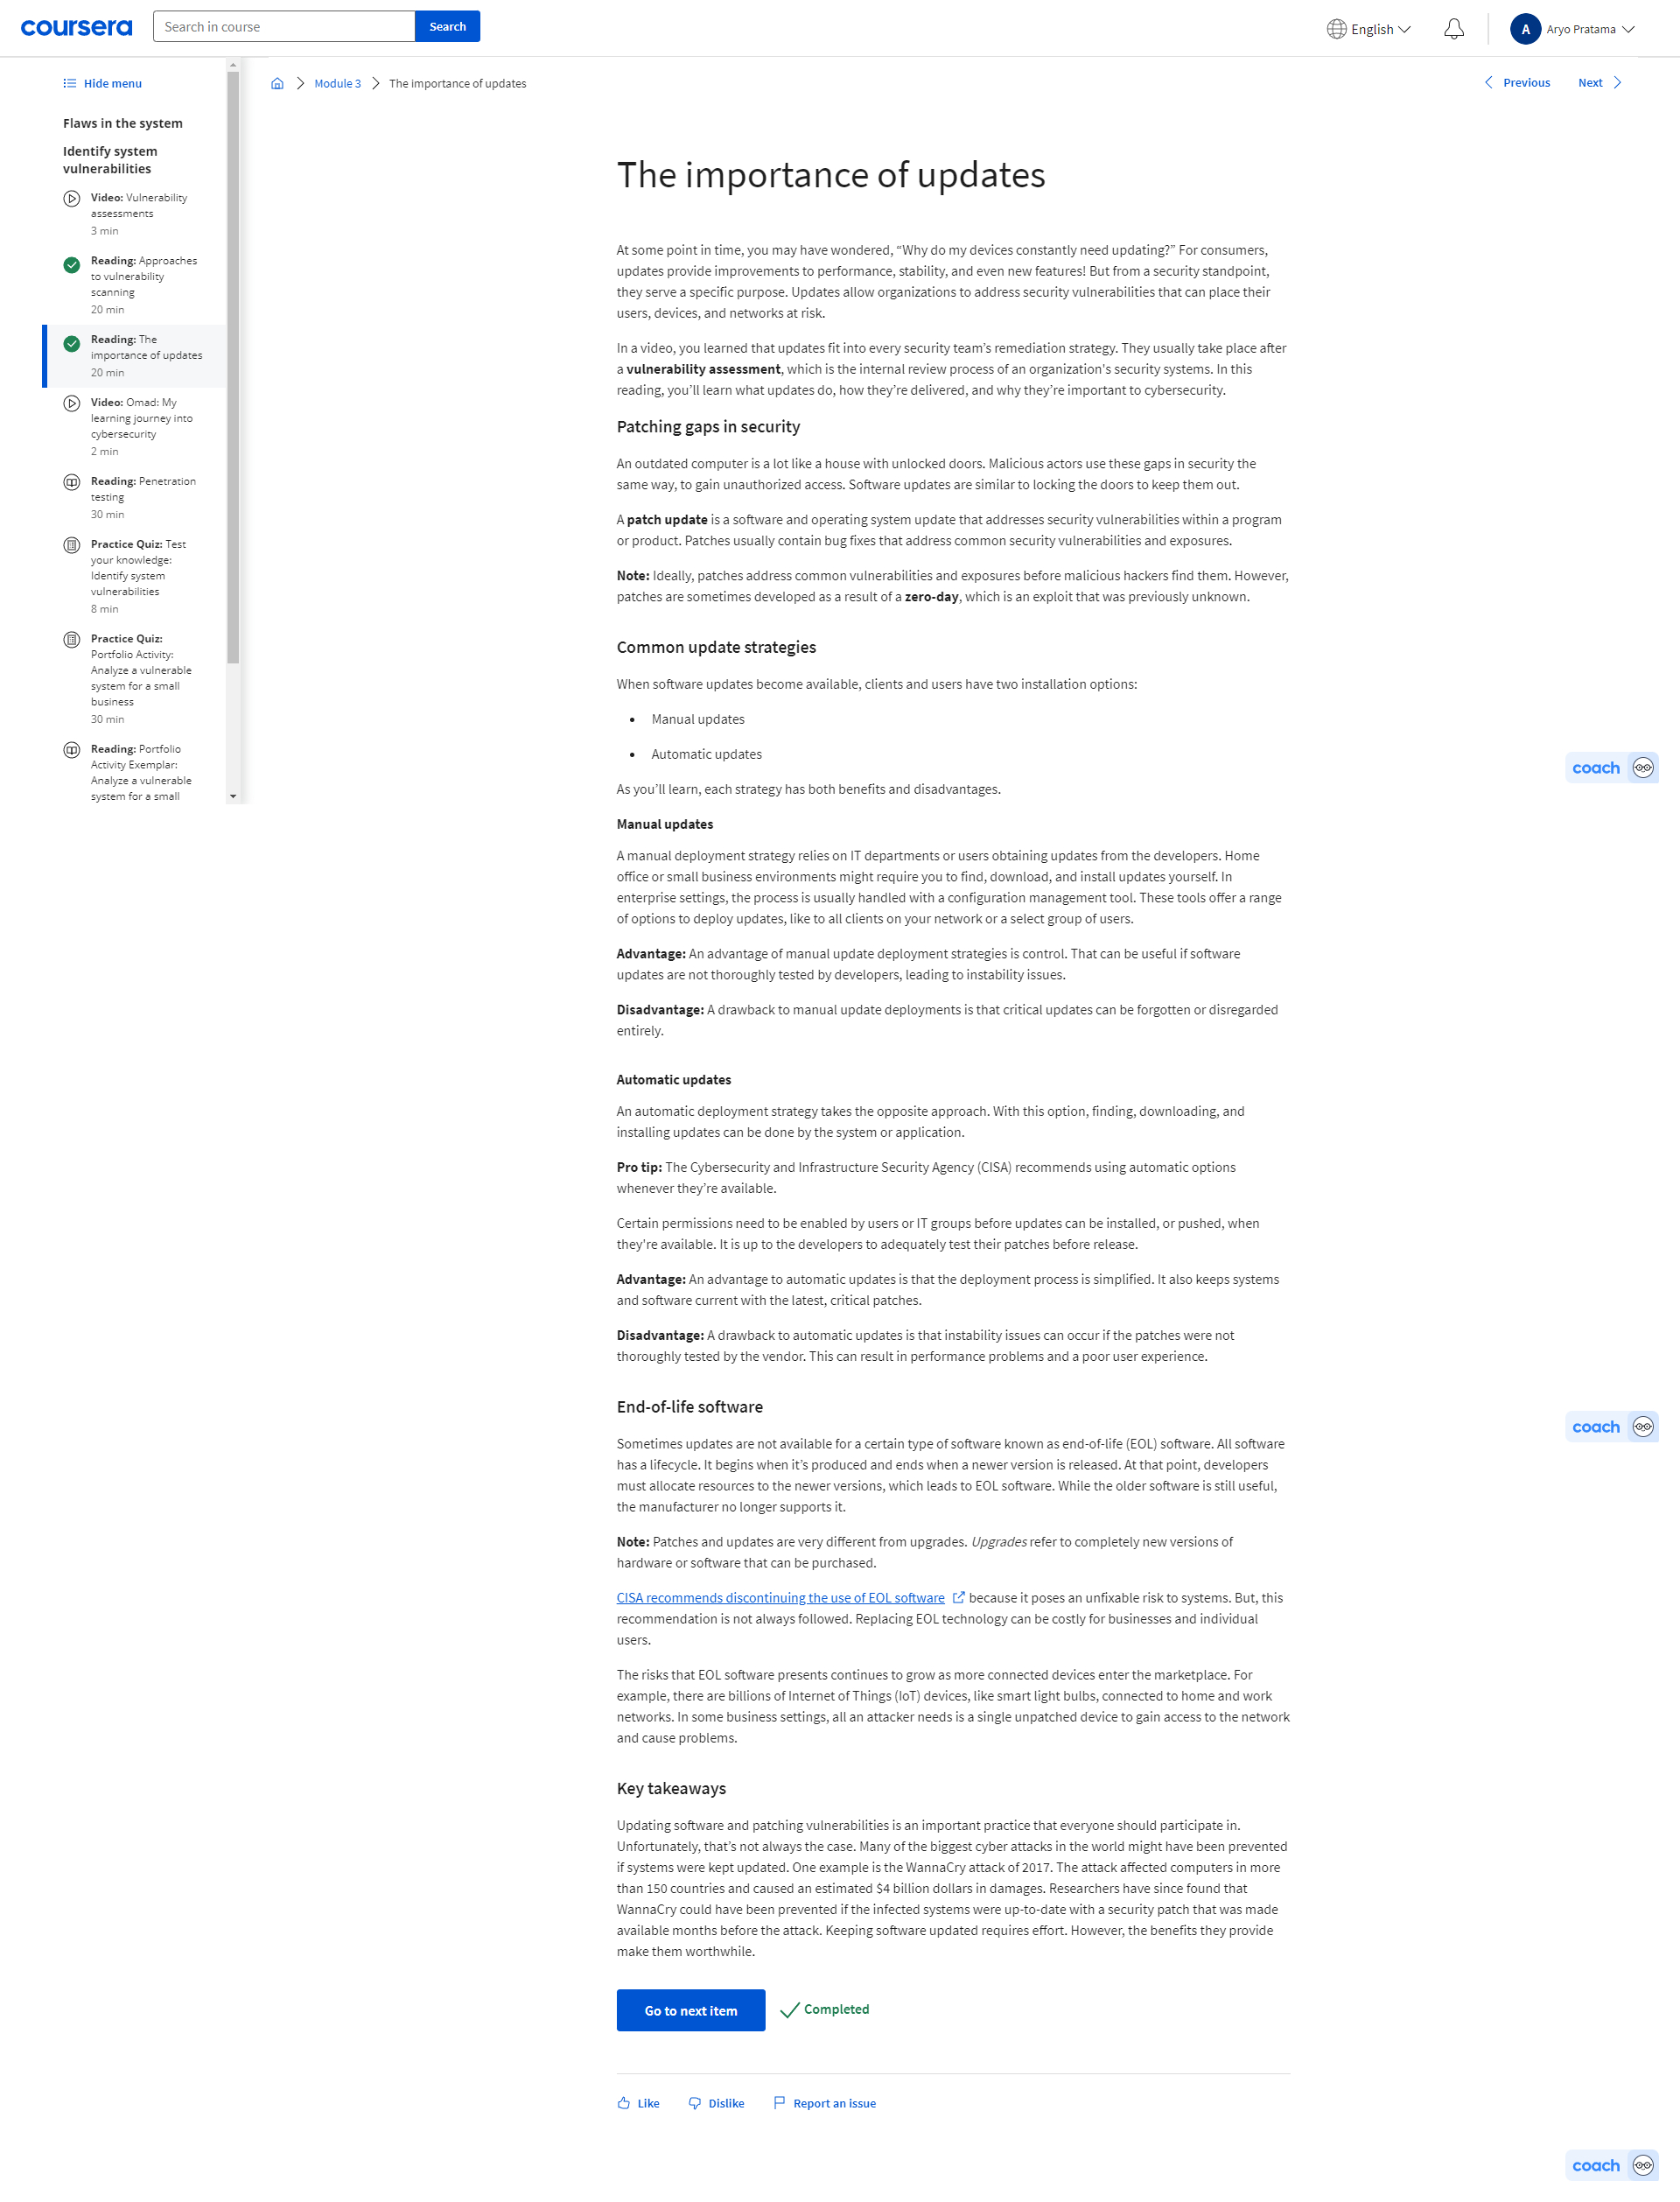 coursera
Search in course
Search
English
A
Aryo Pratama
Hide menu
Module 3
The importance of updates
Previous
Next
Flaws in the system
Identify system
vulnerabilities
Video: Vulnerability
assessments
3 min
Reading: Approaches
to vulnerability
scanning
20 min
Reading: The
importance of updates
20 min
Video: Omad: My
learning journey into
cybersecurity
2 min
Reading: Penetration
testing
30 min
Practice Quiz: Test
your knowledge:
Identify system
vulnerabilities
8 min
Practice Quiz:
Portfolio Activity:
Analyze a vulnerable
system for a small
business
30 min
Reading: Portfolio
Activity Exemplar:
Analyze a vulnerable
system for a small
The importance of updates
At some point in time, you may have wondered, “Why do my devices constantly need updating?” For consumers,
updates provide improvements to performance, stability, and even new features! But from a security standpoint,
they serve a specific purpose. Updates allow organizations to address security vulnerabilities that can place their
users, devices, and networks at risk.
In a video, you learned that updates fit into every security team’s remediation strategy. They usually take place after
a vulnerability assessment, which is the internal review process of an organization's security systems. In this
reading, you’ll learn what updates do, how they’re delivered, and why they’re important to cybersecurity.
Patching gaps in security
An outdated computer is a lot like a house with unlocked doors. Malicious actors use these gaps in security the
same way, to gain unauthorized access. Software updates are similar to locking the doors to keep them out.
A patch update is a software and operating system update that addresses security vulnerabilities within a program
or product. Patches usually contain bug fixes that address common security vulnerabilities and exposures.
Note: Ideally, patches address common vulnerabilities and exposures before malicious hackers find them. However,
patches are sometimes developed as a result of a zero-day, which is an exploit that was previously unknown.
Common update strategies
When software updates become available, clients and users have two installation options:
• Manual updates
• Automatic updates
As you’ll learn, each strategy has both benefits and disadvantages.
coach
Manual updates
A manual deployment strategy relies on IT departments or users obtaining updates from the developers. Home
office or small business environments might require you to find, download, and install updates yourself. In
enterprise settings, the process is usually handled with a configuration management tool. These tools offer a range
of options to deploy updates, like to all clients on your network or a select group of users.
Advantage: An advantage of manual update deployment strategies is control. That can be useful if software
updates are not thoroughly tested by developers, leading to instability issues.
Disadvantage: A drawback to manual update deployments is that critical updates can be forgotten or disregarded
entirely.
Automatic updates
An automatic deployment strategy takes the opposite approach. With this option, finding, downloading, and
installing updates can be done by the system or application.
Pro tip: The Cybersecurity and Infrastructure Security Agency (CISA) recommends using automatic options
whenever they’re available.
Certain permissions need to be enabled by users or IT groups before updates can be installed, or pushed, when
they're available. It is up to the developers to adequately test their patches before release.
Advantage: An advantage to automatic updates is that the deployment process is simplified. It also keeps systems
and software current with the latest, critical patches.
Disadvantage: A drawback to automatic updates is that instability issues can occur if the patches were not
thoroughly tested by the vendor. This can result in performance problems and a poor user experience.
End-of-life software
coach
Sometimes updates are not available for a certain type of software known as end-of-life (EOL) software. All software
has a lifecycle. It begins when it’s produced and ends when a newer version is released. At that point, developers
must allocate resources to the newer versions, which leads to EOL software. While the older software is still useful,
the manufacturer no longer supports it.
Note: Patches and updates are very different from upgrades. Upgrades refer to completely new versions of
hardware or software that can be purchased.
CISA recommends discontinuing the use of EOL software because it poses an unfixable risk to systems. But, this
recommendation is not always followed. Replacing EOL technology can be costly for businesses and individual
users.
The risks that EOL software presents continues to grow as more connected devices enter the marketplace. For
example, there are billions of Internet of Things (IoT) devices, like smart light bulbs, connected to home and work
networks. In some business settings, all an attacker needs is a single unpatched device to gain access to the network
and cause problems.
Key takeaways
Updating software and patching vulnerabilities is an important practice that everyone should participate in.
Unfortunately, that’s not always the case. Many of the biggest cyber attacks in the world might have been prevented
if systems were kept updated. One example is the WannaCry attack of 2017. The attack affected computers in more
than 150 countries and caused an estimated $4 billion dollars in damages. Researchers have since found that
WannaCry could have been prevented if the infected systems were up-to-date with a security patch that was made
available months before the attack. Keeping software updated requires effort. However, the benefits they provide
make them worthwhile.
Go to next item
Completed
Like
Dislike
Report an issue
coach